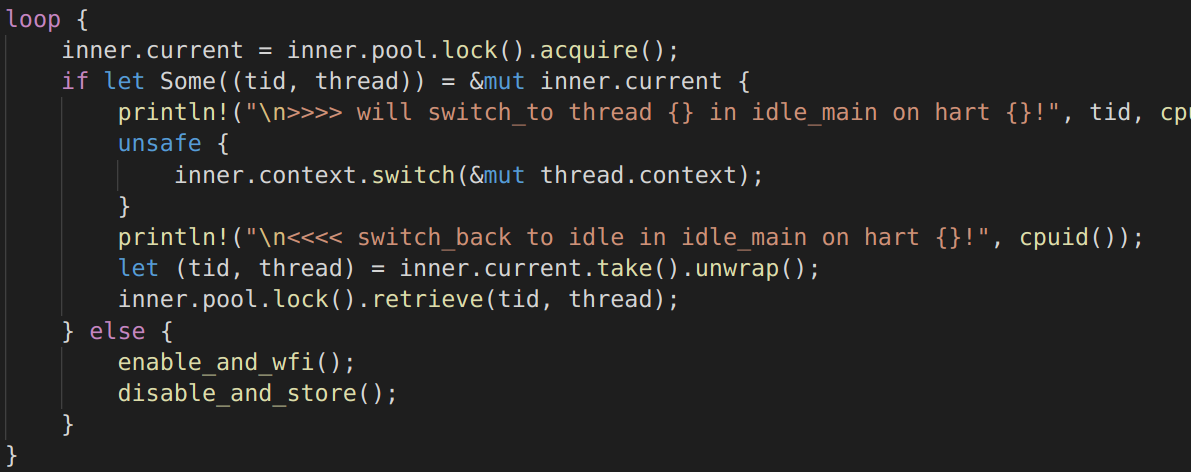 loop {
    inner.current = inner.pool.lock().acquire();
    if let Some((tid, thread)) = &mut inner.current {
        println!("\n>>>> will switch_to thread {} in idle_main on hart {}!", tid, cpu
        unsafe {
            inner.context.switch(&mut thread.context);
        }
        println!("\n<<<< switch_back to idle in idle_main on hart {}!", cpuid());
        let (tid, thread) = inner.current.take().unwrap();
        inner.pool.lock().retrieve(tid, thread);
    } else {
        enable_and_wfi();
        disable_and_store();
    }
}